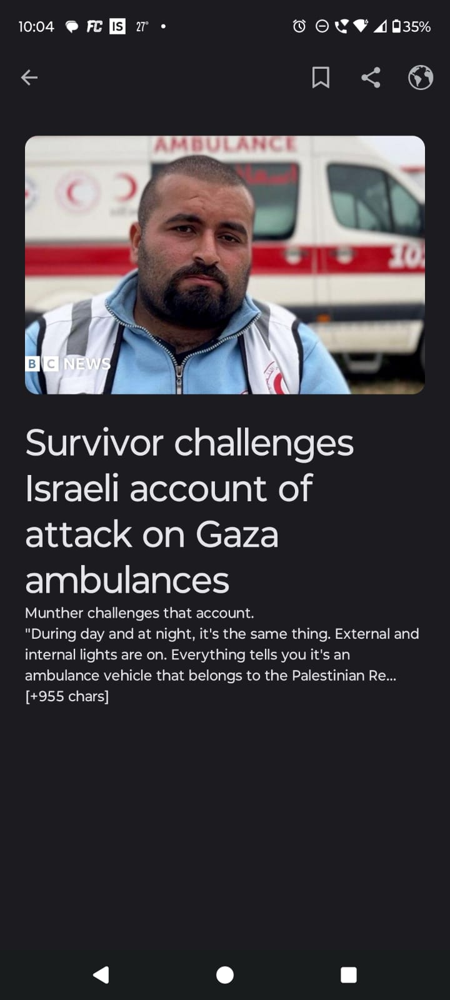 10:04 FC IS 27° 6 35%
AMBULANCE
اسعاف
10
B C NEWS
Survivor challenges
Israeli account of
attack on Gaza
ambulances
Munther challenges that account.
"During day and at night, it's the same thing. External and
internal lights are on. Everything tells you it's an
ambulance vehicle that belongs to the Palestinian Re...
[+955 chars]